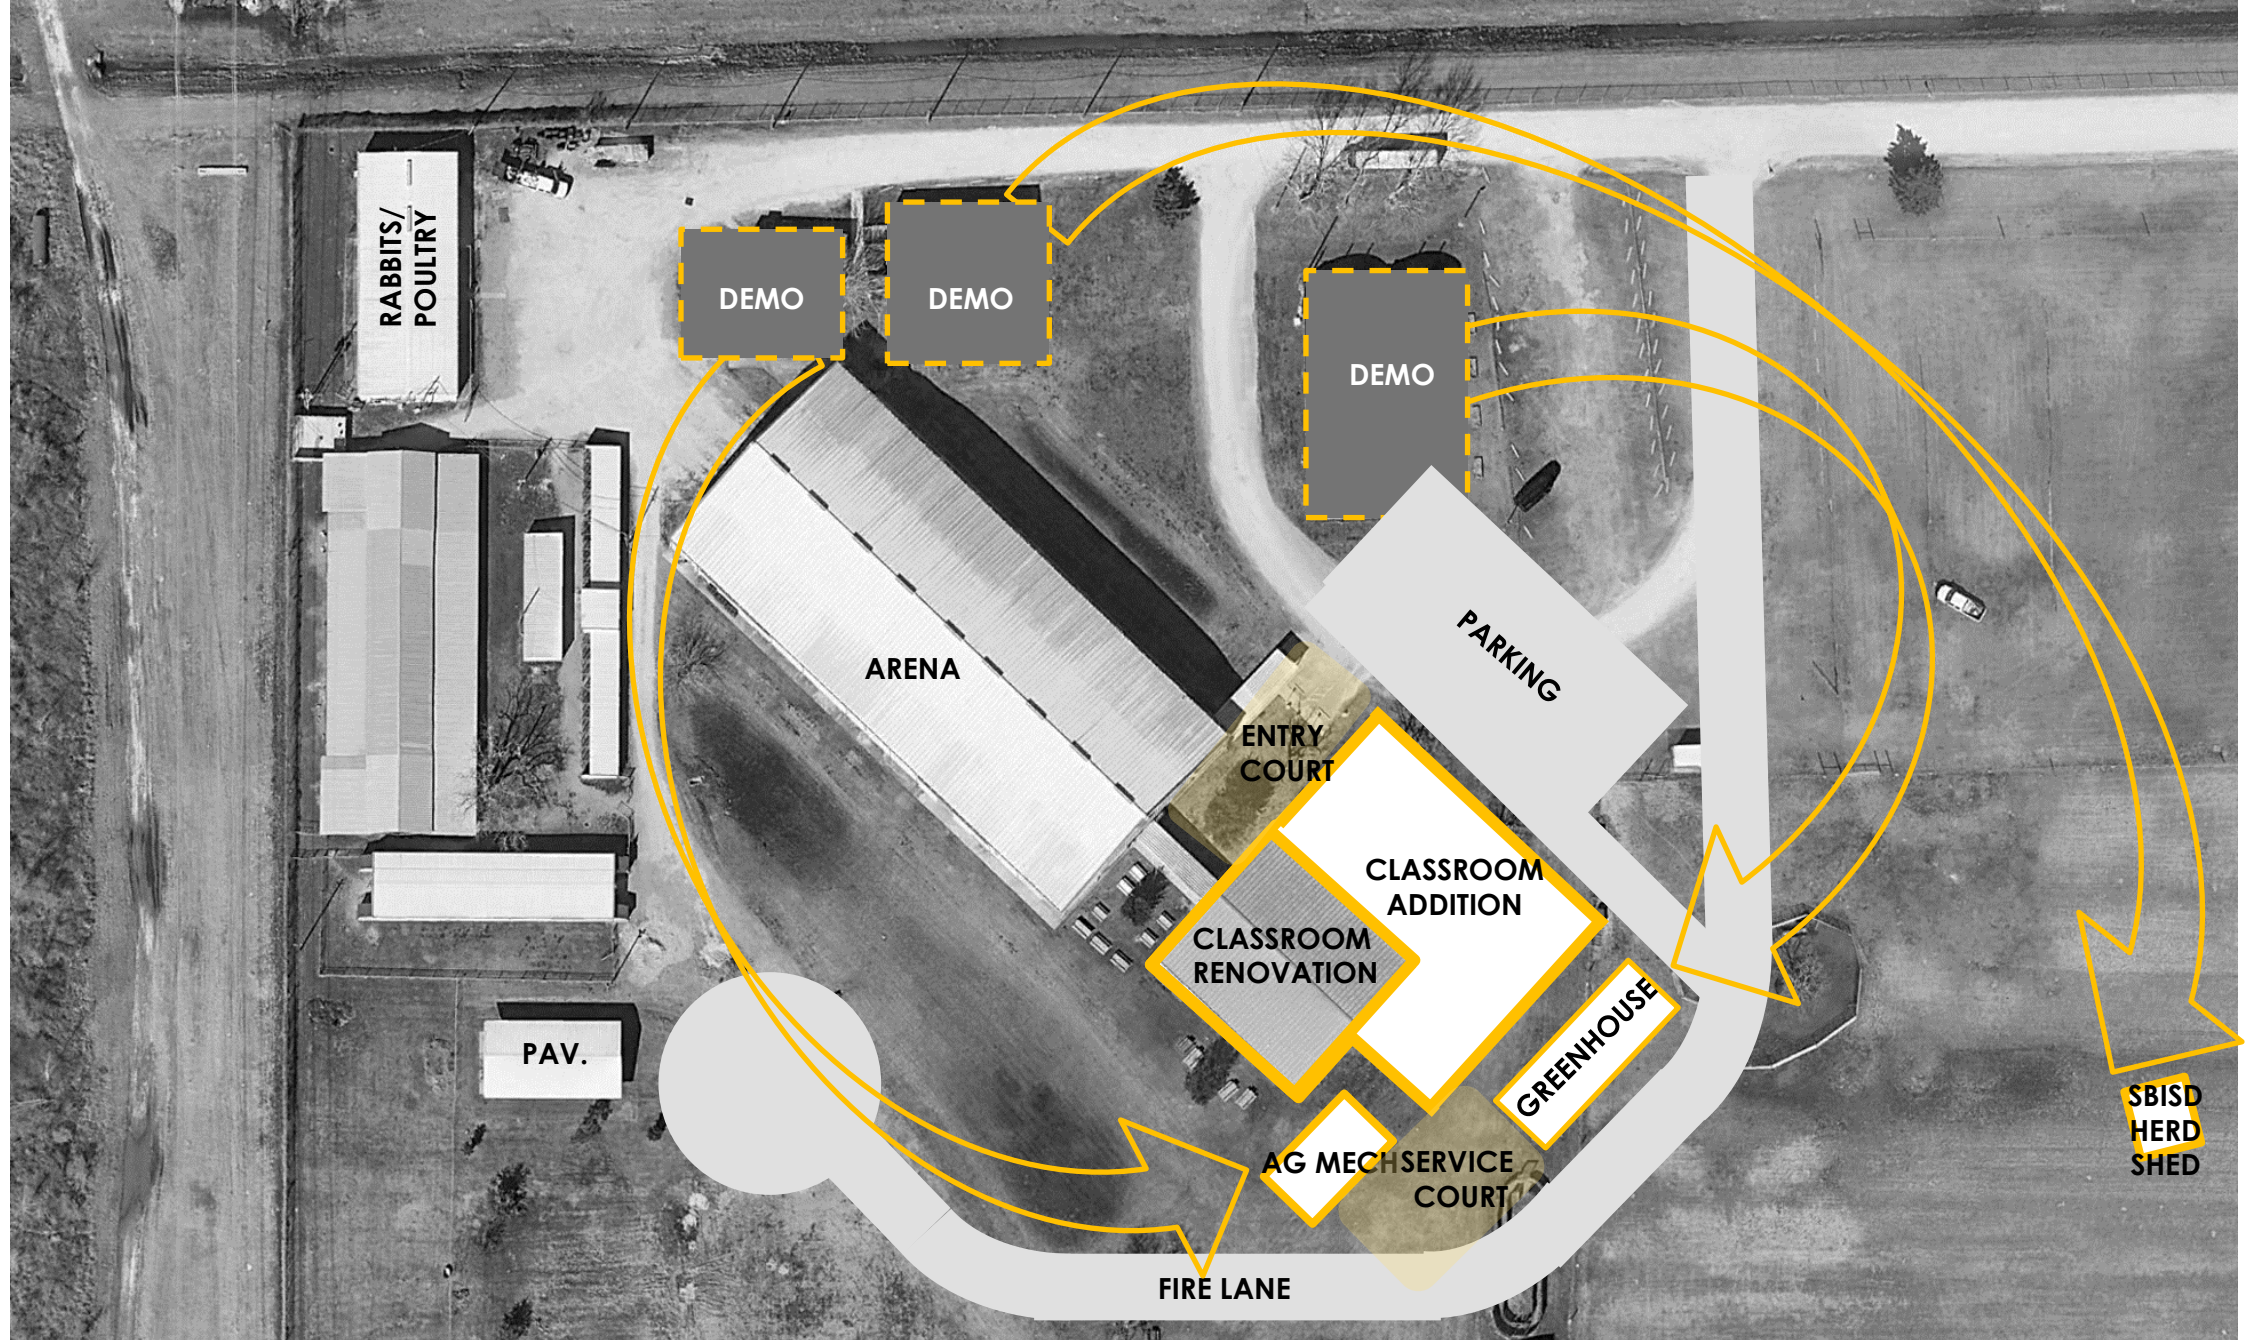 RABBITS/
POULTRY
DEMO
DEMO
DEMO
PARKING
ARENA
ENTRY
COURT
CLASSROOM
ADDITION
CLASSROOM
RENOVATION
GREENHOUSE
PAV.
AG MECH
SERVICE
COURT
SBISD
HERD
SHED
FIRE LANE